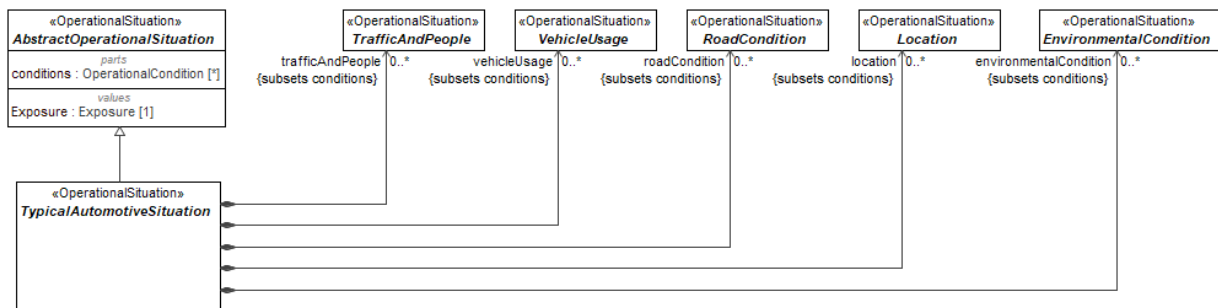 «OperationalSituation»
AbstractOperationalSituation
parts
conditions : OperationalCondition [*]
values
Exposure : Exposure [1]
«OperationalSituation»
TrafficAndPeople
trafficAndPeople 0..*
{subsets conditions}
«OperationalSituation»
VehicleUsage
vehicleUsage 0..*
{subsets conditions}
«OperationalSituation»
RoadCondition
roadCondition 0..*
{subsets conditions}
«OperationalSituation»
Location
location 0..*
{subsets conditions}
«OperationalSituation»
EnvironmentalCondition
environmentalCondition 0..*
{subsets conditions}
«OperationalSituation»
TypicalAutomotiveSituation